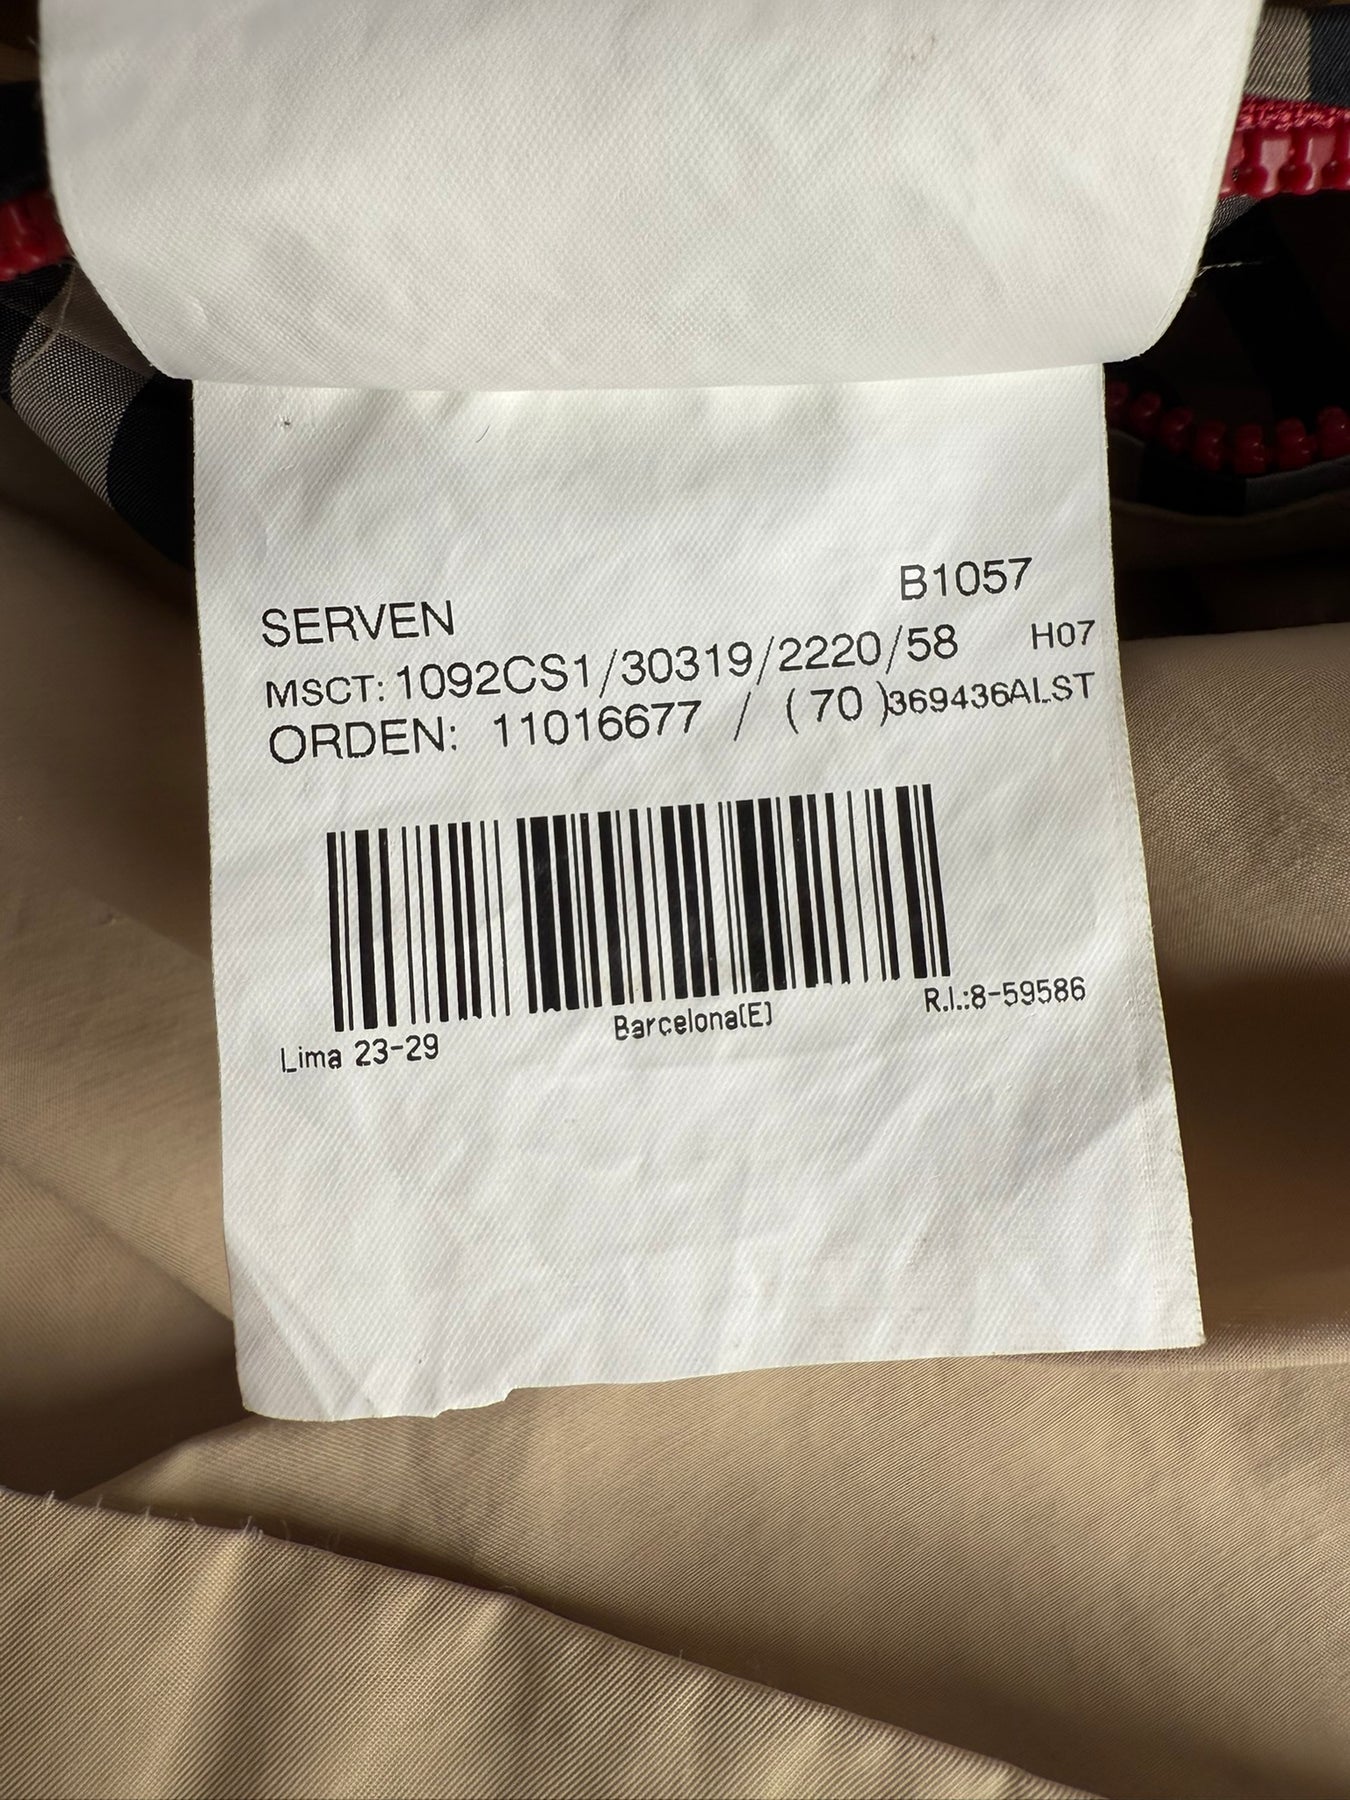 B1057
SERVEN
MSCT: 1092CS1/30319/2220/58 H07
ORDEN: 11016677 / (70 )369436ALST
Lima 23-29 Barcelona(E) R.I.:8-59586